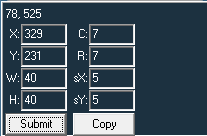 78, 525
X: 329 C: 7
Y: 231 R: 7
W: 40 sX: 5
H: 40 sY: 5
Submit Copy